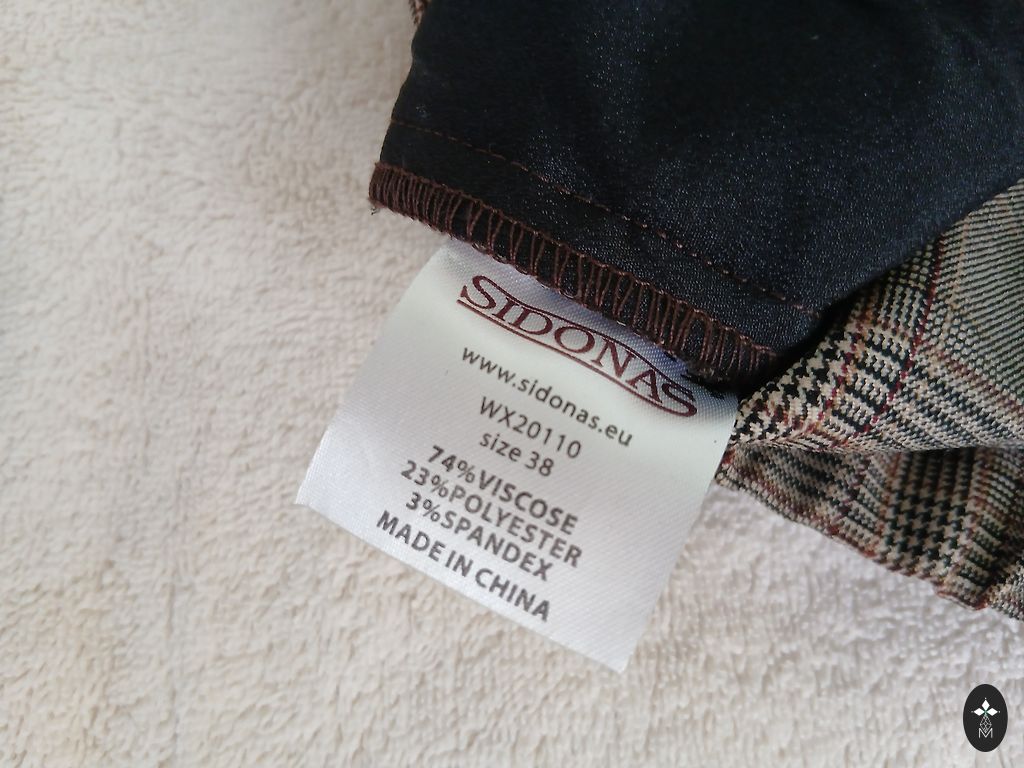 SIDONAS
www.sidonas.eu
WX20110
size 38
74%VISCOSE
23%POLYESTER
3%SPANDEX
MADE IN CHINA
M